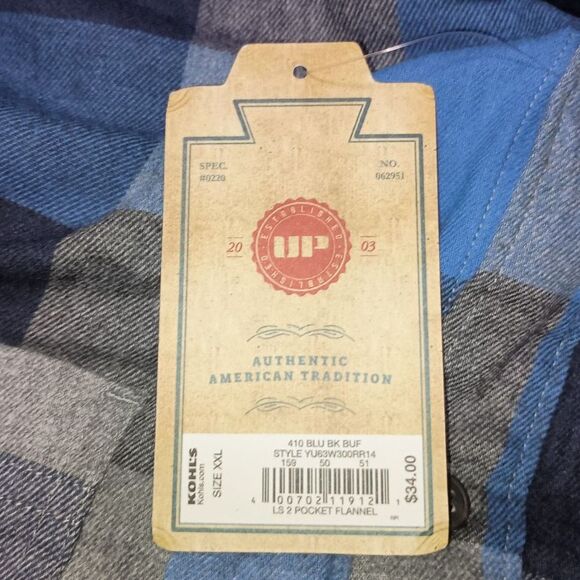 SPEC. NO.
#0220 062951
ESTABLISHED · ESTABLISHED
20 UP 03
AUTHENTIC
AMERICAN TRADITION
KOHL'S
Kohls.com
SIZE XXL
410 BLU BK BUF
STYLE YU63W300RR14
159 50 51
4 00702 11912 1
LS 2 POCKET FLANNEL
$34.00